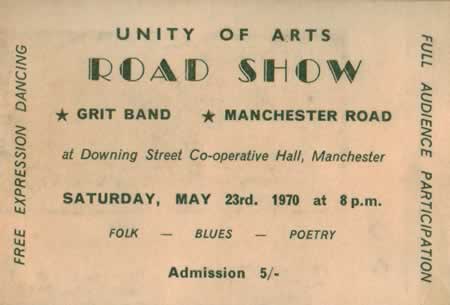 UNITY OF ARTS
ROAD SHOW
★ GRIT BAND ★ MANCHESTER ROAD
at Downing Street Co-operative Hall, Manchester
SATURDAY, MAY 23rd. 1970 at 8 p.m.
FOLK — BLUES — POETRY
Admission 5/-
FREE EXPRESSION DANCING
FULL AUDIENCE PARTICIPATION